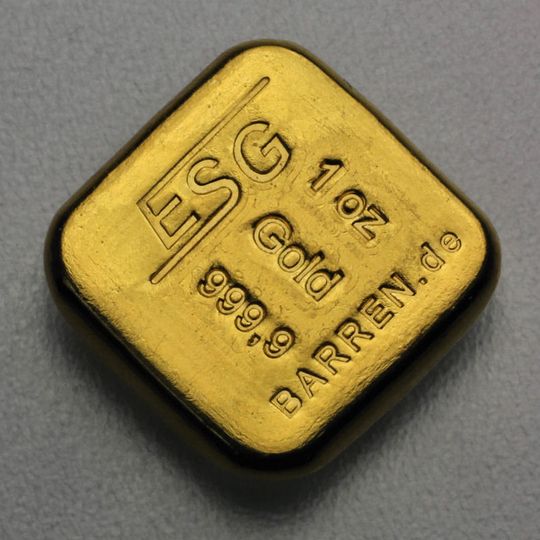 ESG
1 oz
Gold
999,9
BARREN.de